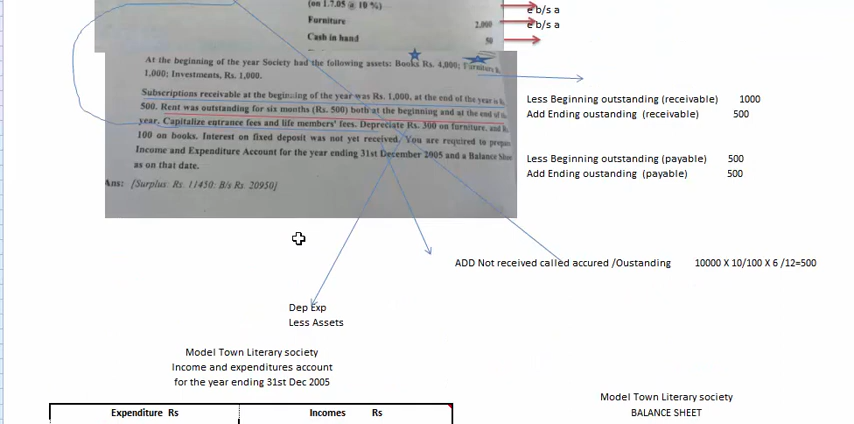 (on 1.7.05 @ 10 %)
Furniture 2,000
Cash in hand 50
e b/s a
e b/s a
At the beginning of the year Society had the following assets: Books Rs. 4,000; Furniture
1,000; Investments, Rs. 1,000.
Subscriptions receivable at the beginning of the year was Rs. 1,000, at the end of the year
500. Rent was outstanding for six months (Rs. 500) both at the beginning and at the end of
year. Capitalize entrance fees and life members' fees. Depreciate Rs. 300 on furniture, and
100 on books. Interest on fixed deposit was not yet received. You are required to
Income and Expenditure Account for the year ending 31st December 2005 and a Balance
as on that date.
Ans: [Surplus: Rs. 11450: B/s Rs. 20950]
Less Beginning oustanding (receivable) 1000
Add Ending oustanding (receivable) 500
Less Beginning outstanding (payable) 500
Add Ending oustanding (payable) 500
ADD Not received called accured /Oustanding 10000 X 10/100 X 6 /12=500
Dep Exp
Less Assets
Model Town Literary society
Income and expenditures account
for the year ending 31st Dec 2005
Model Town Literary society
BALANCE SHEET
Expenditure Rs Incomes Rs